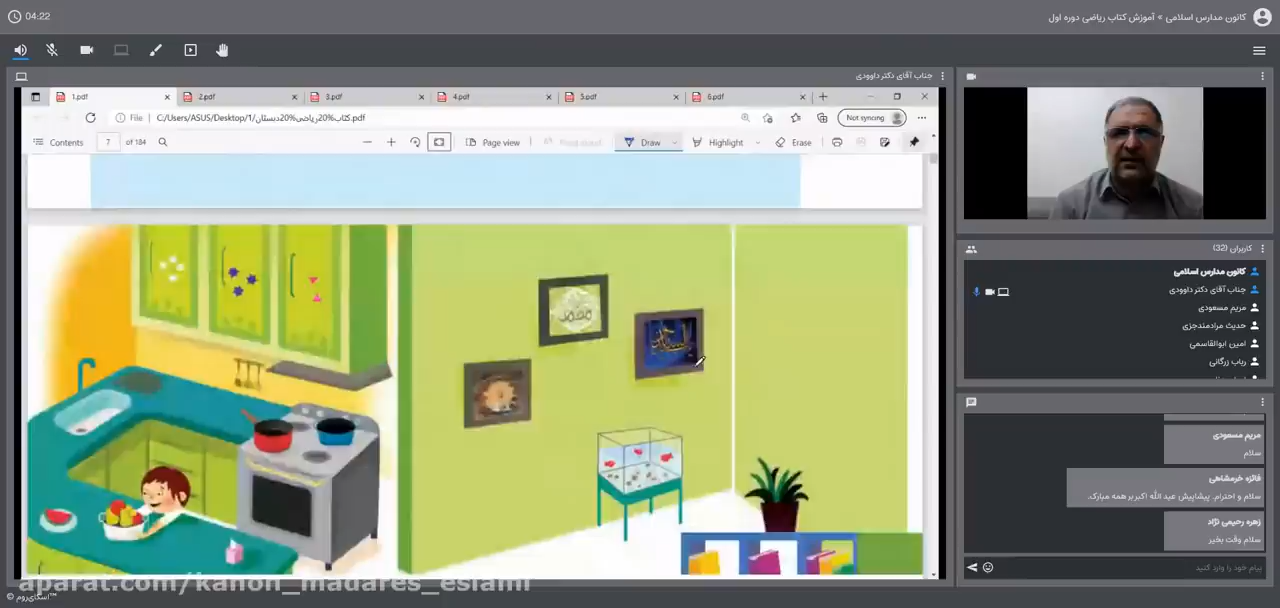 04:22
کانون مدارس اسلامی » آموزش کتاب ریاضی دوره اول
جناب آقای دکتر داوودی
1.pdf
2.pdf
3.pdf
4.pdf
5.pdf
6.pdf
File
C:/Users/ASUS/Desktop/1/کتاب%20ریاضی%20دبستان.pdf
Not syncing
Contents
7
of 184
Page view
Read aloud
Draw
Highlight
Erase
کاربران (32)
کانون مدارس اسلامی
جناب آقای دکتر داوودی
مریم مسعودی
حدیث مرادمندجزی
امین ابوالقاسمی
رباب زرگانی
مریم مسعودی
سلام
فائزه خرمشاهی
سلام و احترام. پیشاپیش عید الله اکبر بر همه مبارک.
زهره رحیمی نژاد
سلام وقت بخیر
پیام خود را وارد کنید
aparat.com/kanon_madares_eslami
© اسکای‌روم™